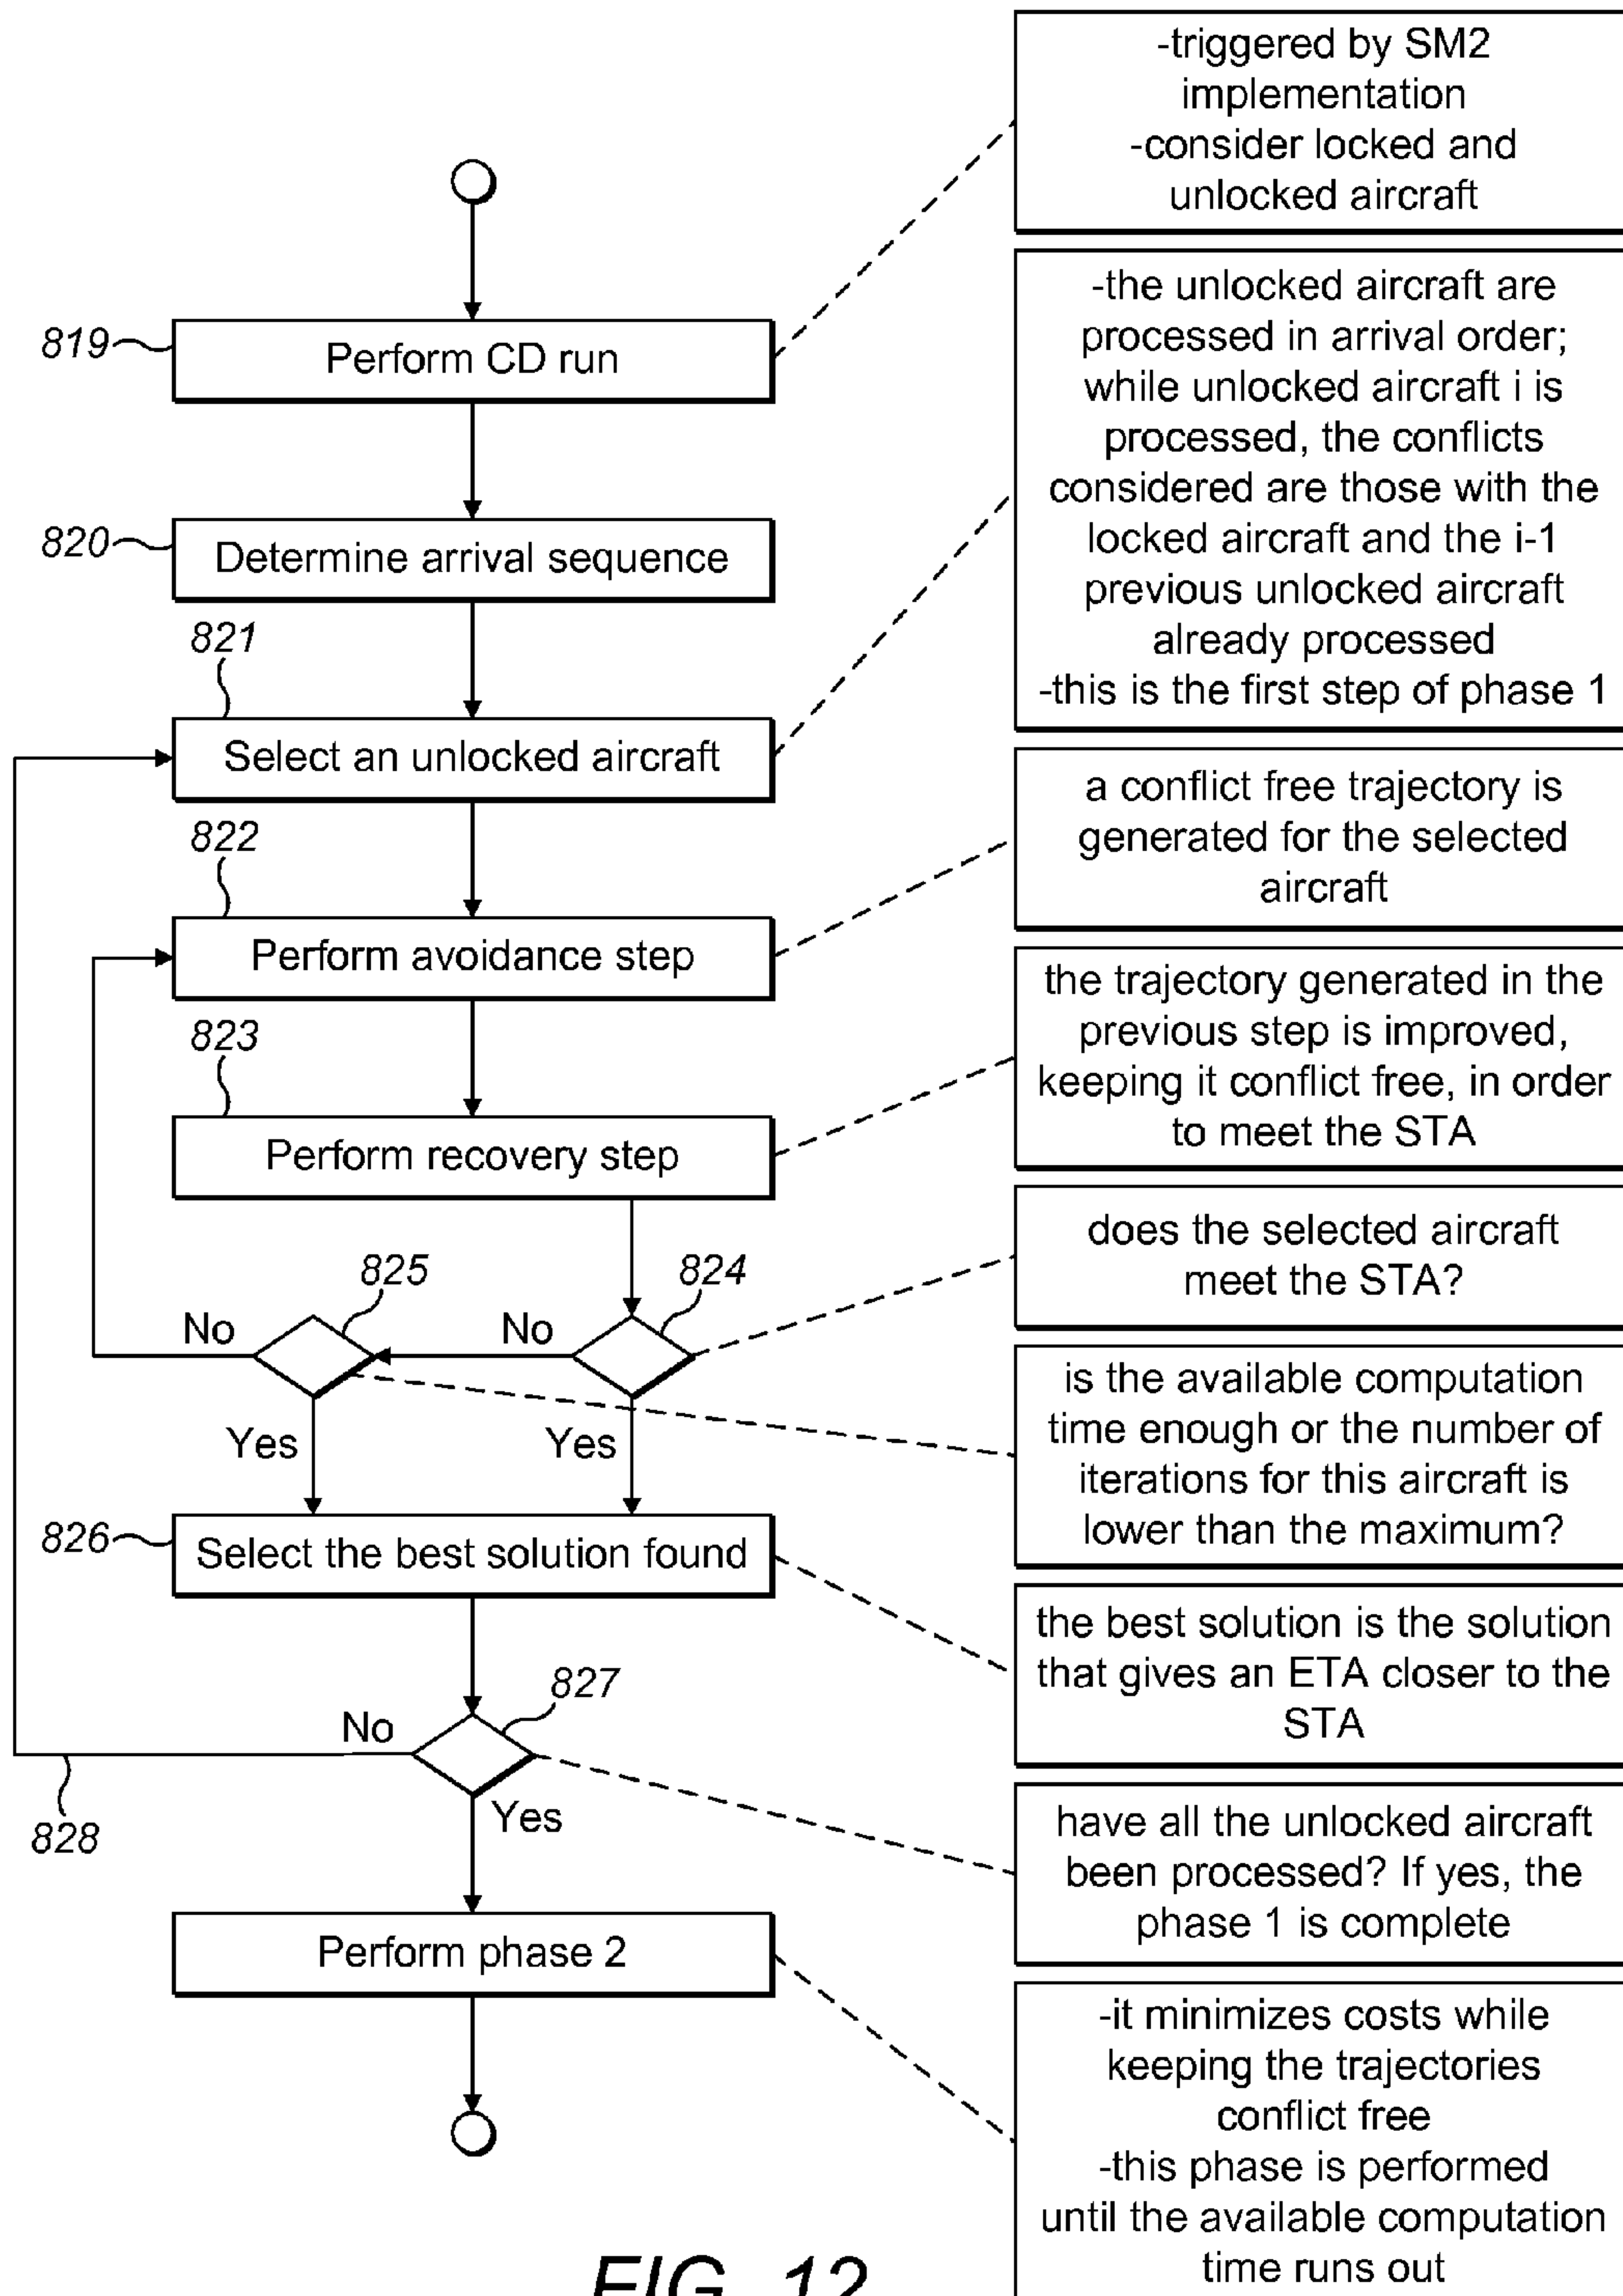 -triggered by SM2
implementation
-consider locked and
unlocked aircraft
819
Perform CD run
820
Determine arrival sequence
-the unlocked aircraft are
processed in arrival order;
while unlocked aircraft i is
processed, the conflicts
considered are those with the
locked aircraft and the i-1
previous unlocked aircraft
already processed
-this is the first step of phase 1
821
Select an unlocked aircraft
822
Perform avoidance step
a conflict free trajectory is
generated for the selected
aircraft
823
Perform recovery step
the trajectory generated in the
previous step is improved,
keeping it conflict free, in order
to meet the STA
825
824
No
No
does the selected aircraft
meet the STA?
Yes
Yes
is the available computation
time enough or the number of
iterations for this aircraft is
lower than the maximum?
826
Select the best solution found
the best solution is the solution
that gives an ETA closer to the
STA
827
No
828
Yes
have all the unlocked aircraft
been processed? If yes, the
phase 1 is complete
Perform phase 2
-it minimizes costs while
keeping the trajectories
conflict free
-this phase is performed
until the available computation
time runs out
FIG. 12